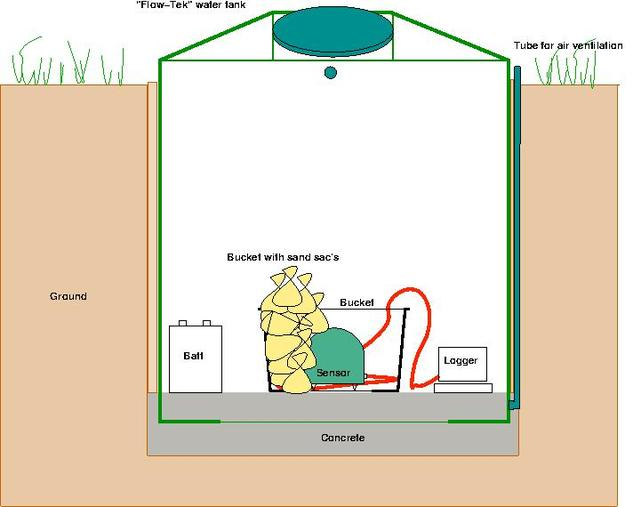 "Flow-Tek" water tank
Tube for air ventilation
Bucket with sand sac's
Ground
Bucket
Batt
Sensor
Logger
Concrete